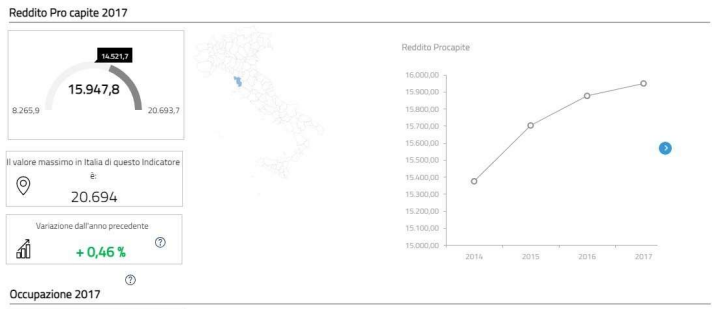 Reddito Pro capite 2017
14.521,7
15.947,8
8.265,9
20.693,7
Il valore massimo in Italia di questo Indicatore
è:
20.694
Variazione dall'anno precedente
?
+ 0,46 %
?
Reddito Procapite
16.000,00
15.900,00
15.800,00
15.700,00
15.600,00
15.500,00
15.400,00
15.300,00
15.200,00
15.100,00
15.000,00
2014 2015 2016 2017
Occupazione 2017